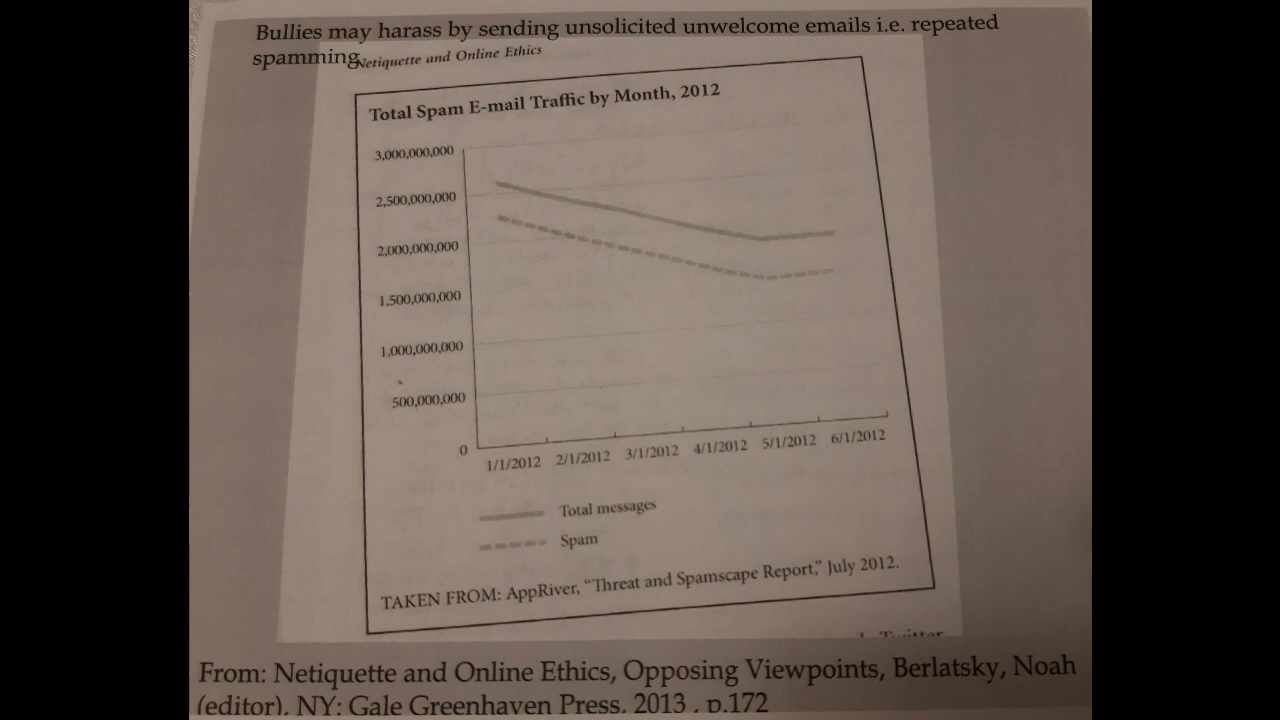 Bullies may harass by sending unsolicited unwelcome emails i.e. repeated
spamming
Netiquette and Online Ethics
Total Spam E-mail Traffic by Month, 2012
3,000,000,000
2,500,000,000
2,000,000,000
1,500,000,000
1,000,000,000
500,000,000
0
1/1/2012 2/1/2012 3/1/2012 4/1/2012 5/1/2012 6/1/2012
Total messages
Spam
TAKEN FROM: AppRiver, “Threat and Spamscape Report,” July 2012.
From: Netiquette and Online Ethics, Opposing Viewpoints, Berlatsky, Noah
(editor). NY: Gale Greenhaven Press. 2013 . p.172